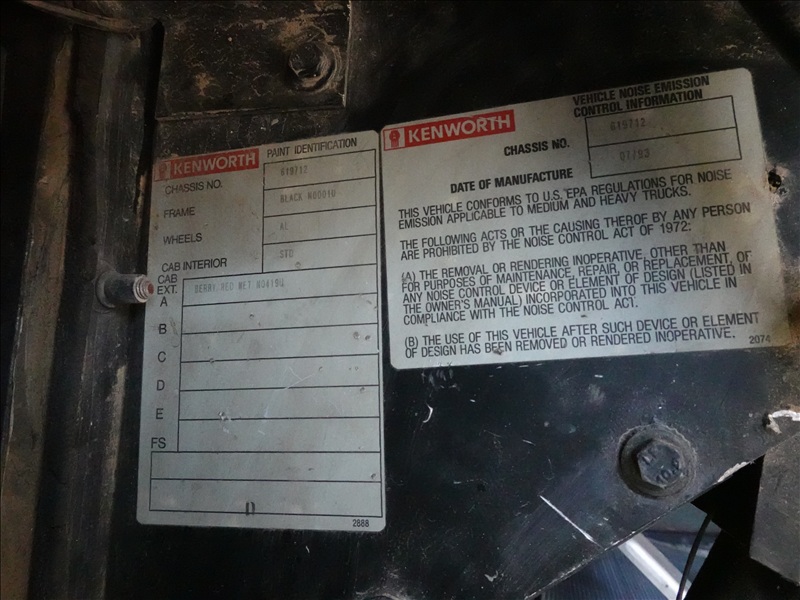 KENWORTH
PAINT IDENTIFICATION
CHASSIS NO. 619712
FRAME BLACK N0001U
WHEELS AL
CAB INTERIOR STD
CAB
EXT.
A BERRY RED MET N0419U
B
C
D
E
FS
2888
KENWORTH
VEHICLE NOISE EMISSION
CONTROL INFORMATION
CHASSIS NO. 619712
DATE OF MANUFACTURE 07/93
THIS VEHICLE CONFORMS TO U.S. EPA REGULATIONS FOR NOISE
EMISSION APPLICABLE TO MEDIUM AND HEAVY TRUCKS.
THE FOLLOWING ACTS OR THE CAUSING THEROF BY ANY PERSON
ARE PROHIBITED BY THE NOISE CONTROL ACT OF 1972:
(A) THE REMOVAL OR RENDERING INOPERATIVE, OTHER THAN
FOR PURPOSES OF MAINTENANCE, REPAIR, OR REPLACEMENT, OF
ANY NOISE CONTROL DEVICE OR ELEMENT OF DESIGN (LISTED IN
THE OWNER'S MANUAL) INCORPORATED INTO THIS VEHICLE IN
COMPLIANCE WITH THE NOISE CONTROL ACT.
(B) THE USE OF THIS VEHICLE AFTER SUCH DEVICE OR ELEMENT
OF DESIGN HAS BEEN REMOVED OR RENDERED INOPERATIVE.
2074